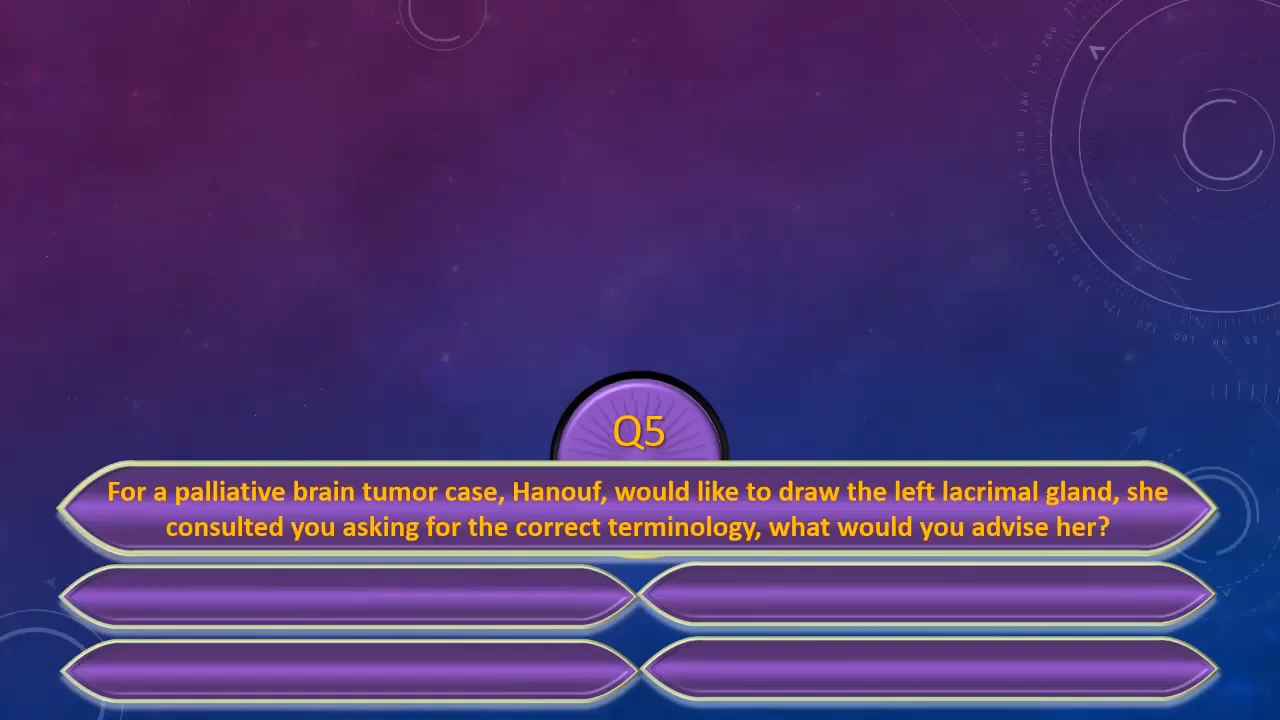 Q5
For a palliative brain tumor case, Hanouf, would like to draw the left lacrimal gland, she
consulted you asking for the correct terminology, what would you advise her?